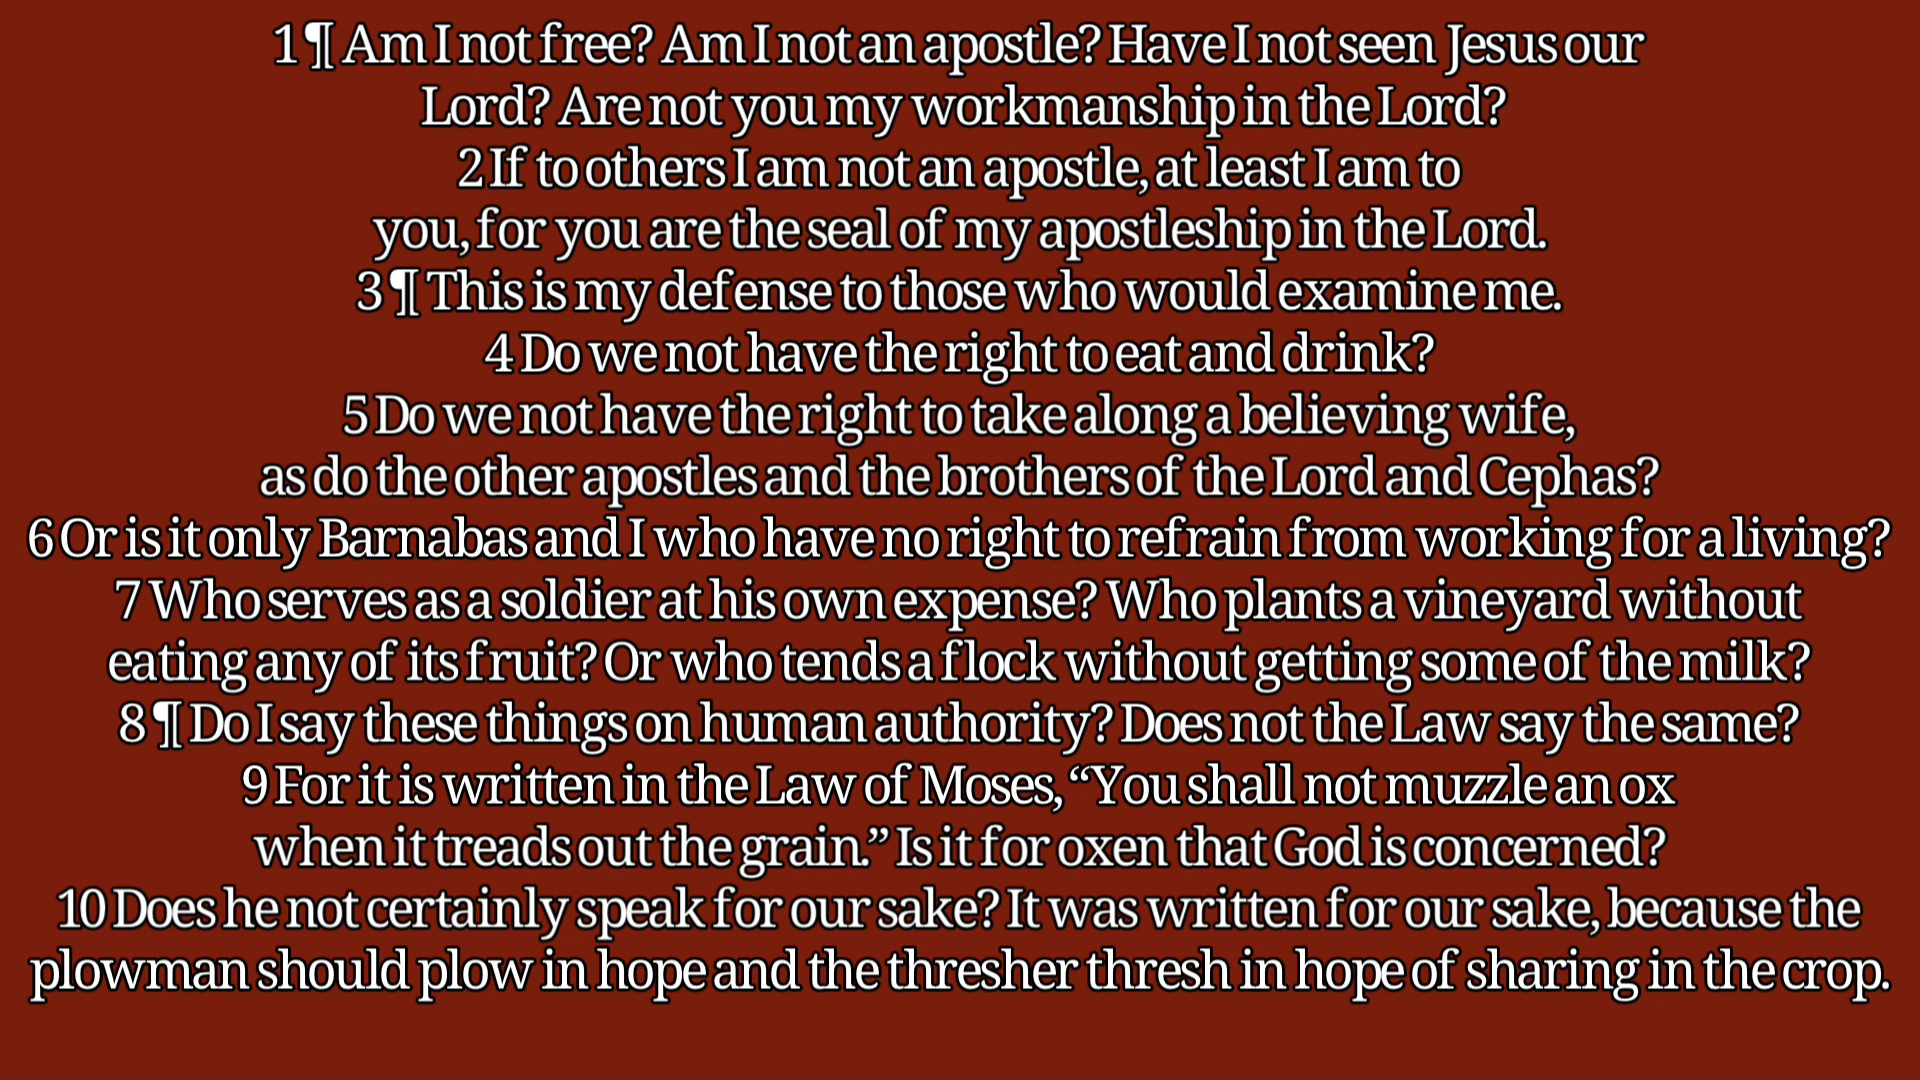 1 ¶ Am I not free? Am I not an apostle? Have I not seen Jesus our
Lord? Are not you my workmanship in the Lord?
2 If to others I am not an apostle, at least I am to
you, for you are the seal of my apostleship in the Lord.
3 ¶ This is my defense to those who would examine me.
4 Do we not have the right to eat and drink?
5 Do we not have the right to take along a believing wife,
as do the other apostles and the brothers of the Lord and Cephas?
6 Or is it only Barnabas and I who have no right to refrain from working for a living?
7 Who serves as a soldier at his own expense? Who plants a vineyard without
eating any of its fruit? Or who tends a flock without getting some of the milk?
8 ¶ Do I say these things on human authority? Does not the Law say the same?
9 For it is written in the Law of Moses, “You shall not muzzle an ox
when it treads out the grain.” Is it for oxen that God is concerned?
10 Does he not certainly speak for our sake? It was written for our sake, because the
plowman should plow in hope and the thresher thresh in hope of sharing in the crop.